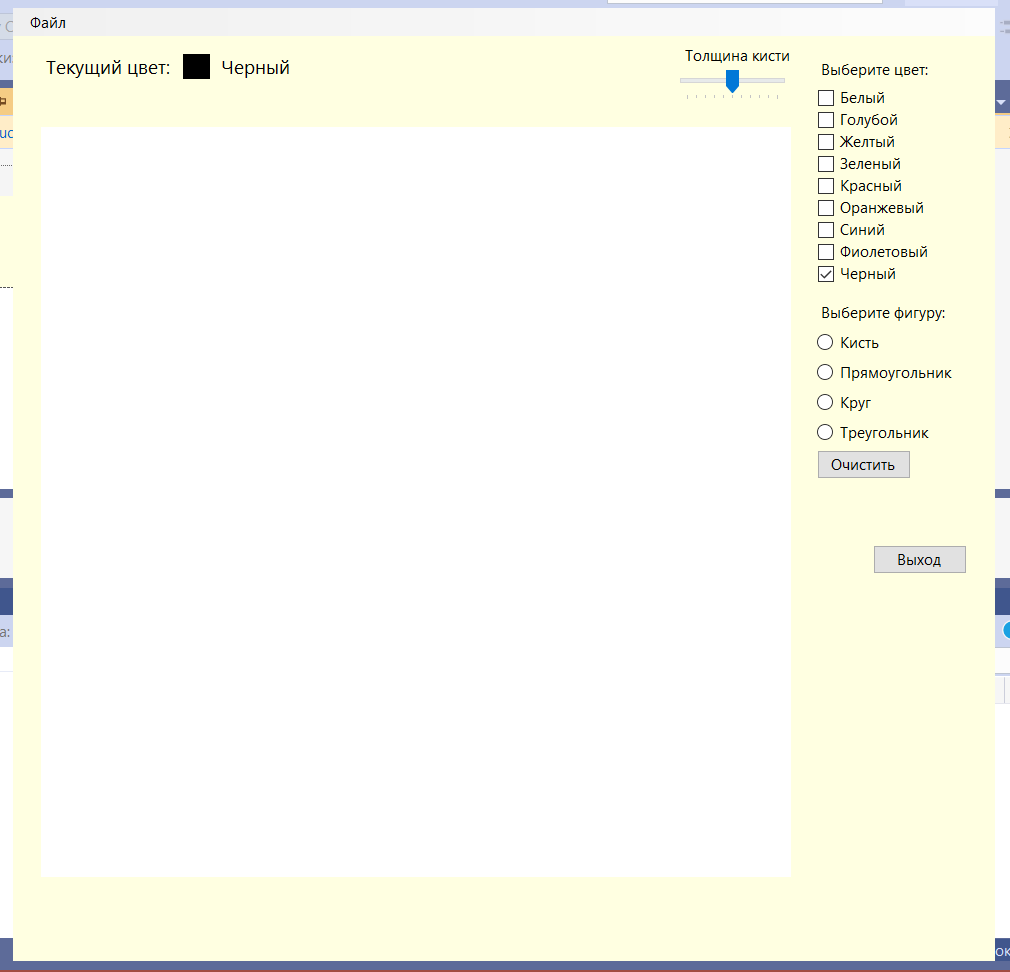 Файл
Текущий цвет: Черный
Толщина кисти
Выберите цвет:
Белый
Голубой
Желтый
Зеленый
Красный
Оранжевый
Синий
Фиолетовый
Черный
Выберите фигуру:
Кисть
Прямоугольник
Круг
Треугольник
Очистить
Выход